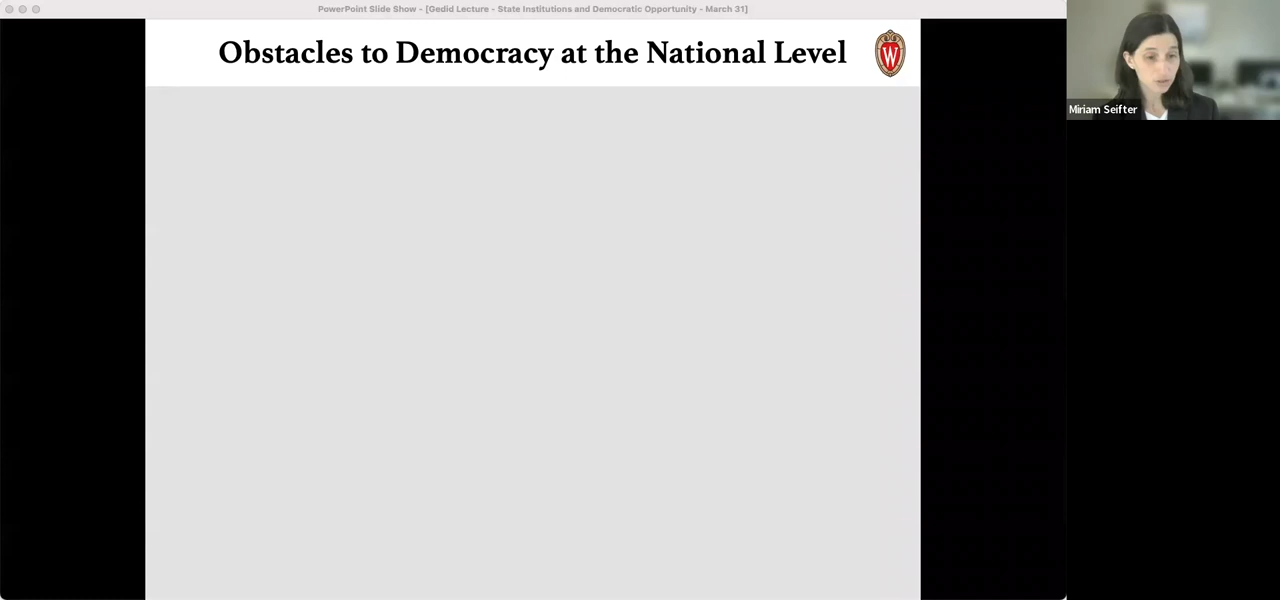 PowerPoint Slide Show - [Gedid Lecture - State Institutions and Democratic Opportunity - March 31]
Obstacles to Democracy at the National Level
W
Miriam Seifter